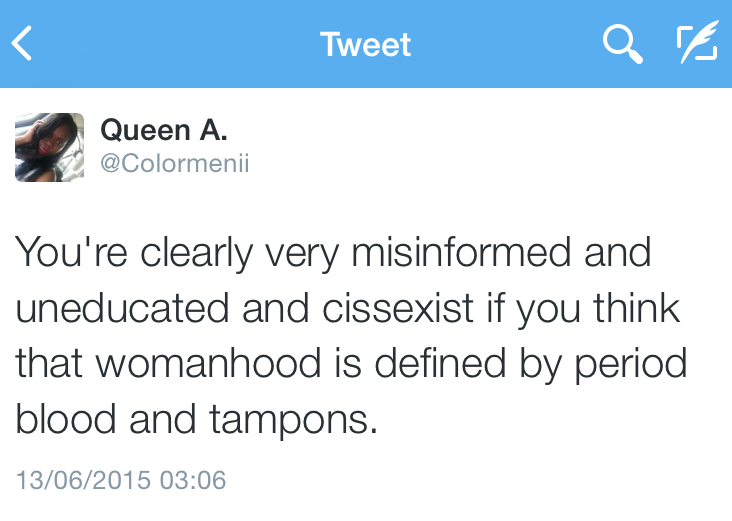 Tweet
Queen A.
@Colormenii
You're clearly very misinformed and
uneducated and cissexist if you think
that womanhood is defined by period
blood and tampons.
13/06/2015 03:06